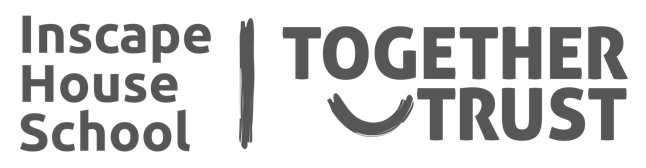 Inscape
House
School
TOGETHER
TRUST